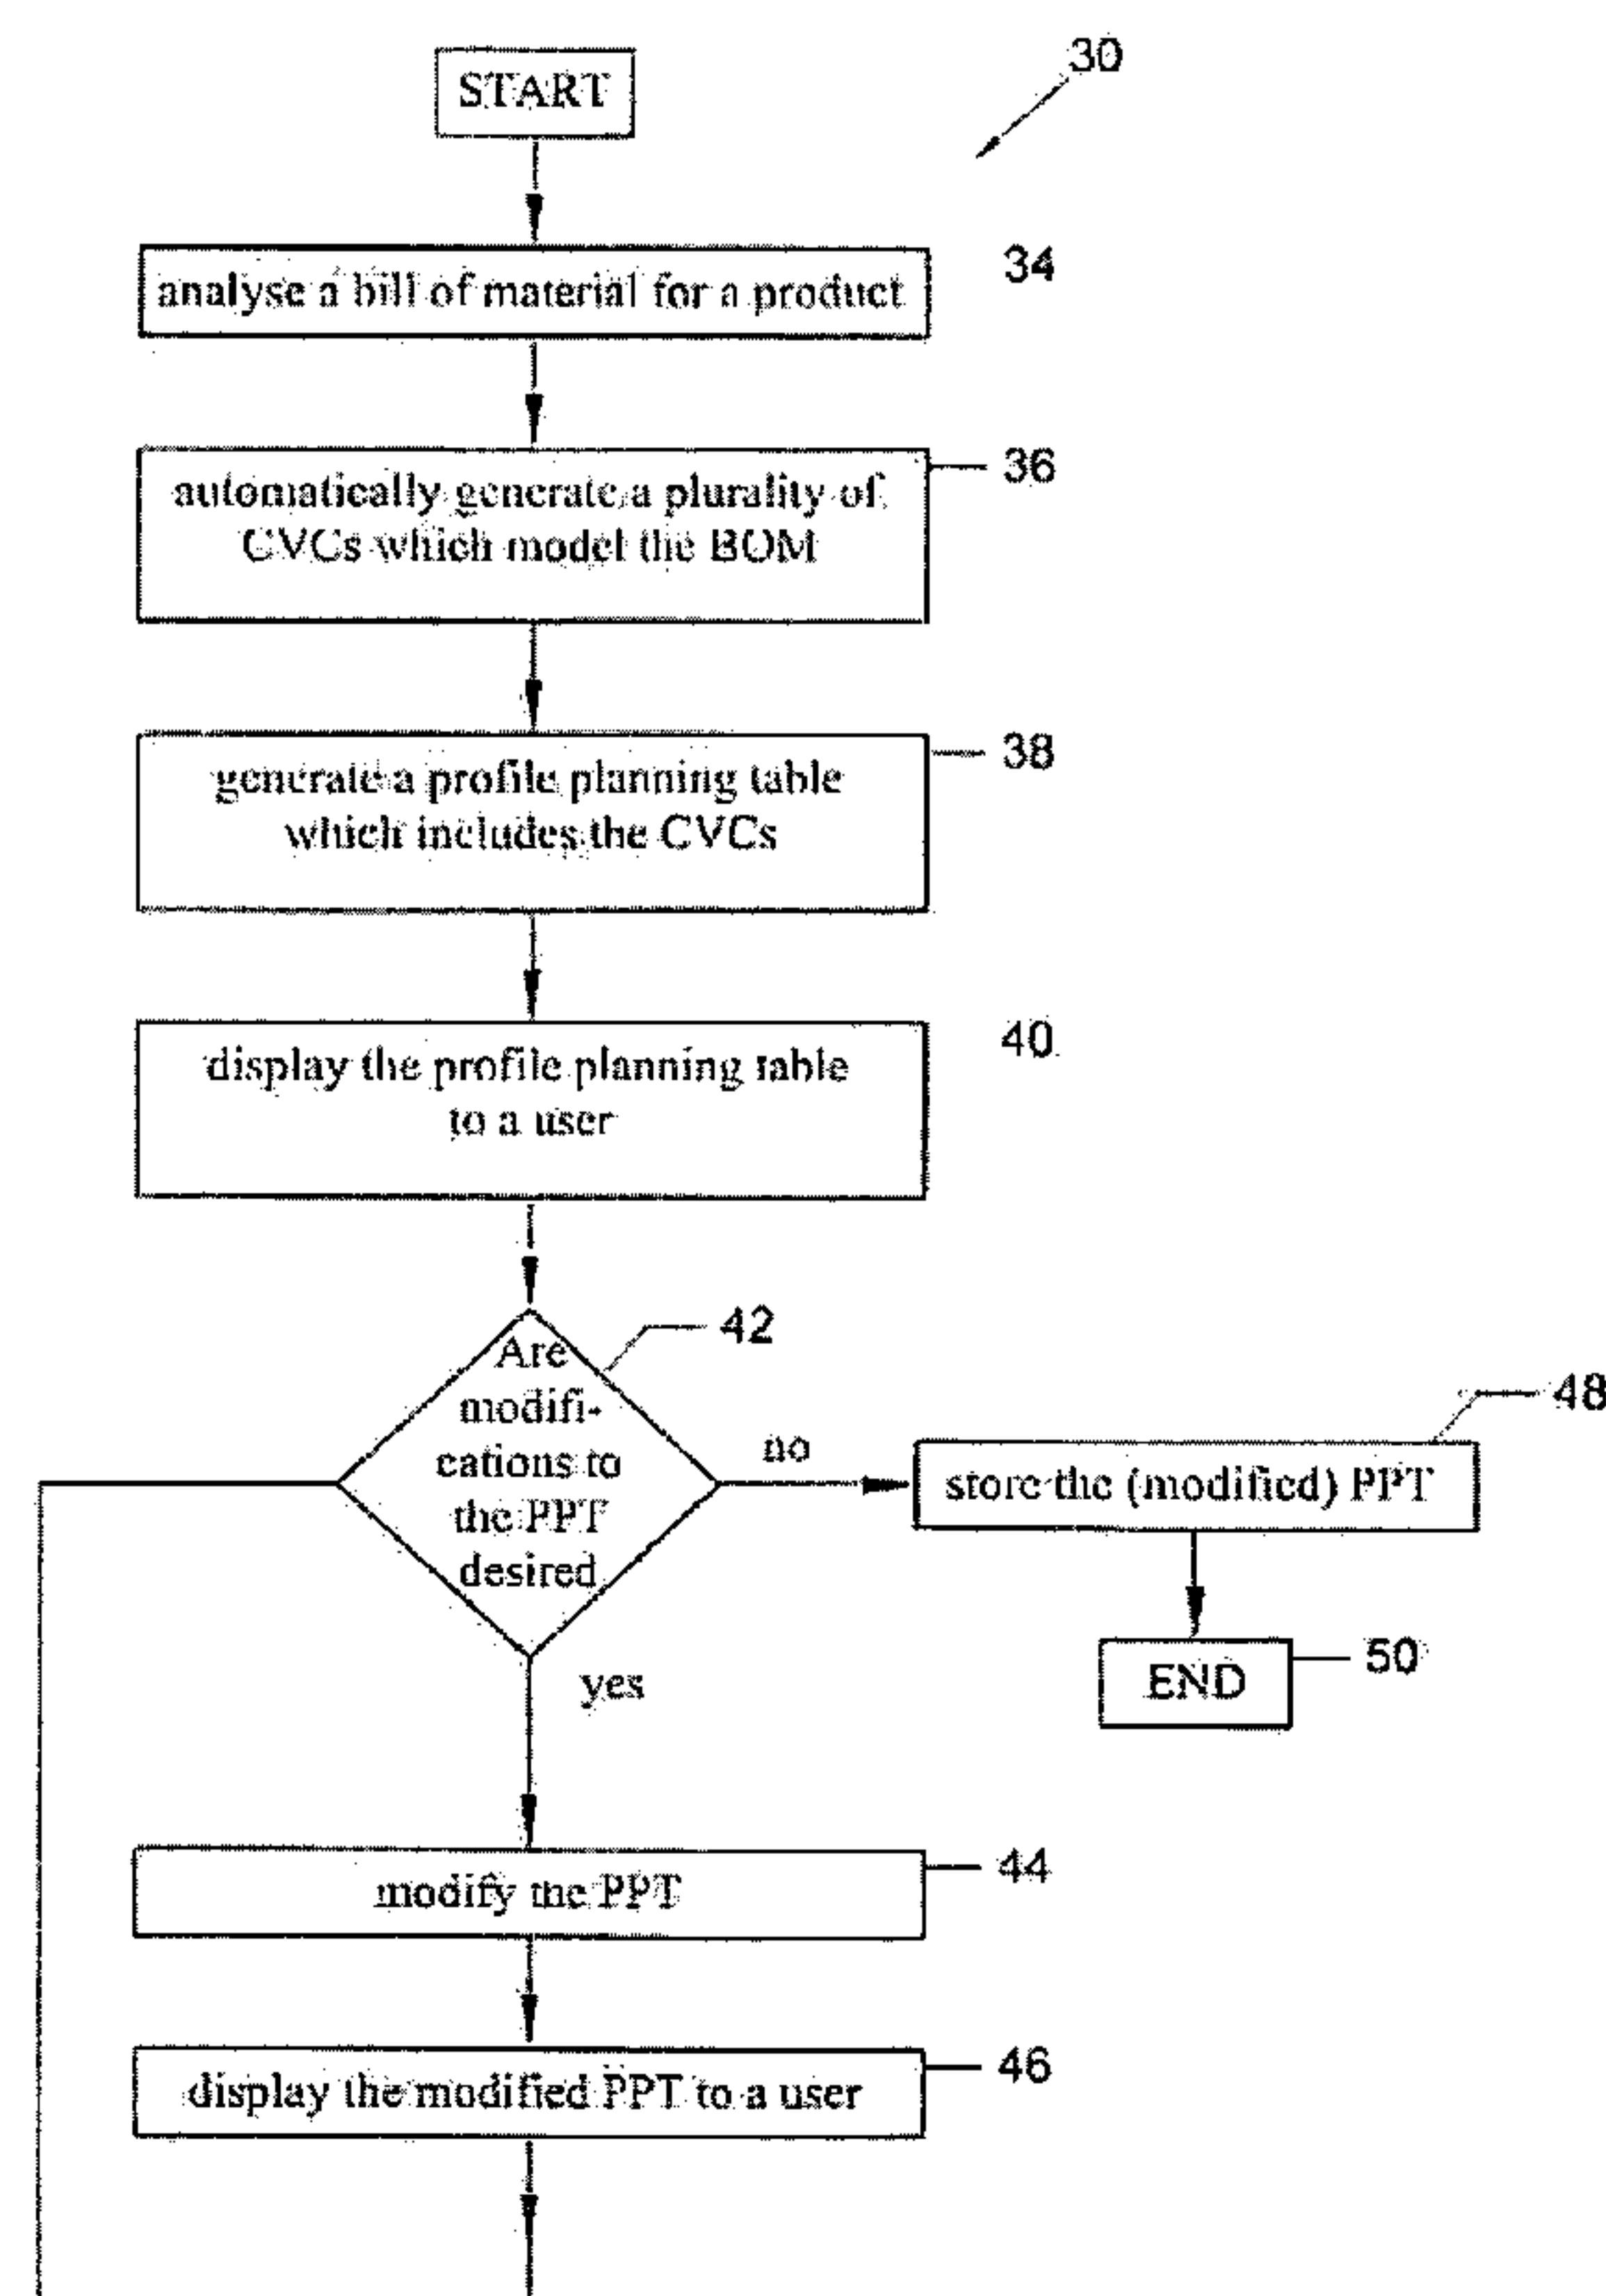 START
30
analyse a bill of material for a product
34
automatically generate a plurality of
CVCs which model the BOM
36
generate a profile planning table
which includes the CVCs
38
display the profile planning table
to a user
40
Are
modifi-
cations to
the PPT
desired
42
no
store the (modified) PPT
48
END
50
yes
modify the PPT
44
display the modified PPT to a user
46